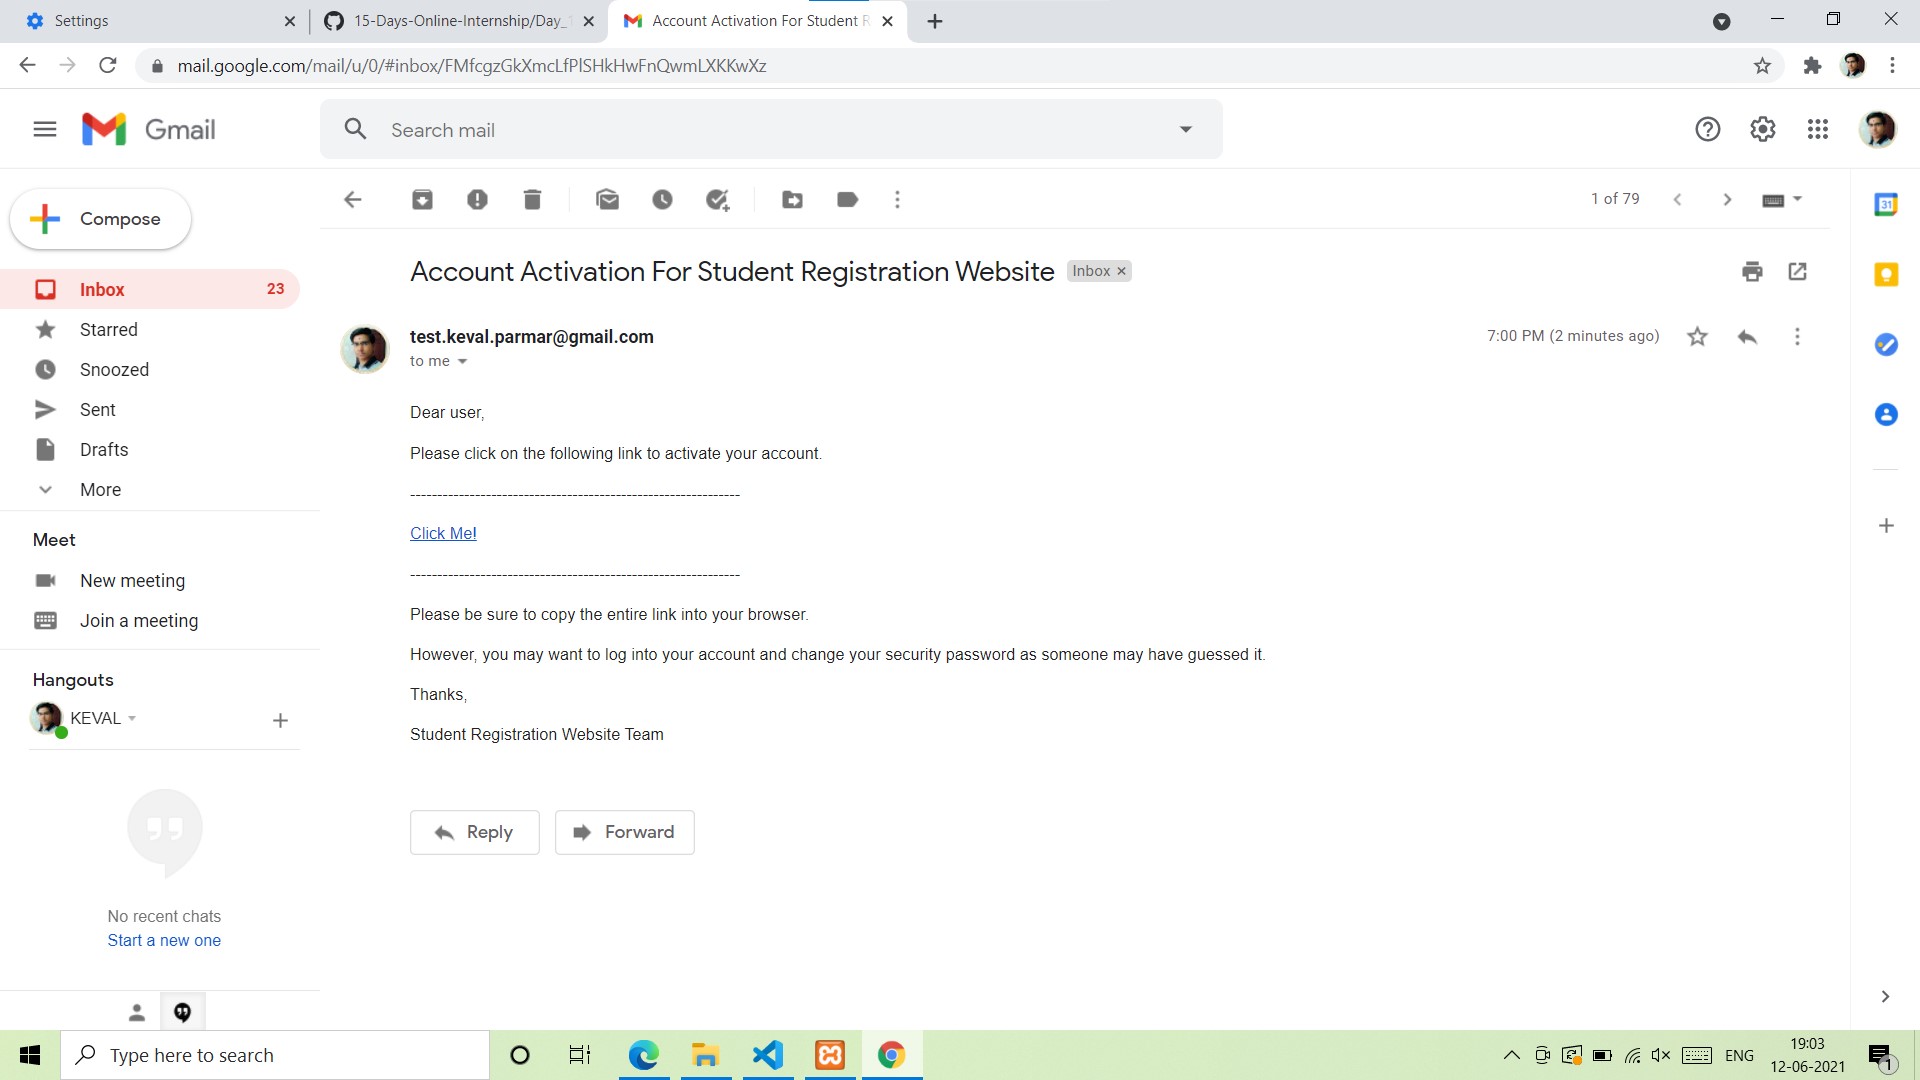 Settings
15-Days-Online-Internship/Day_
Account Activation For Student R
mail.google.com/mail/u/0/#inbox/FMfcgzGkXmcLfPlSHkHwFnQwmLXKKwXz
Gmail
Search mail
Compose
1 of 79
31
Account Activation For Student Registration Website
Inbox ×
Inbox
23
Starred
Snoozed
Sent
Drafts
More
test.keval.parmar@gmail.com
7:00 PM (2 minutes ago)
to me
Dear user,
Please click on the following link to activate your account.
-------------------------------------------------------------
Click Me!
-------------------------------------------------------------
Please be sure to copy the entire link into your browser.
However, you may want to log into your account and change your security password as someone may have guessed it.
Thanks,
Student Registration Website Team
Meet
New meeting
Join a meeting
Hangouts
KEVAL
Reply
Forward
No recent chats
Start a new one
Type here to search
ENG
19:03
12-06-2021
1